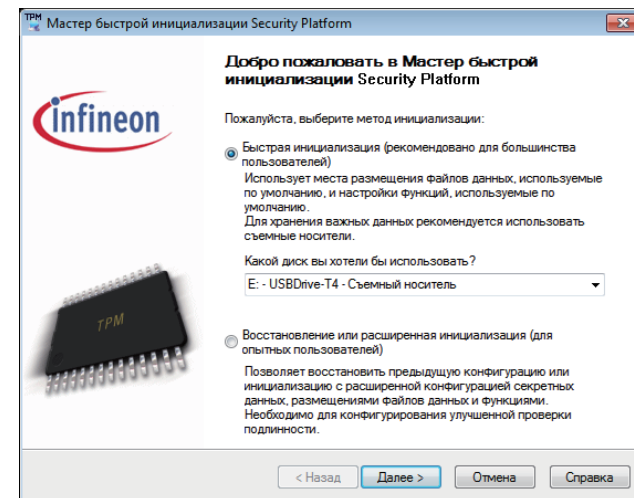 TPM
Мастер быстрой инициализации Security Platform
Добро пожаловать в Мастер быстрой
инициализации Security Platform
infineon
Пожалуйста, выберите метод инициализации:
Быстрая инициализация (рекомендовано для большинства
пользователей)
Использует места размещения файлов данных, используемые
по умолчанию, и настройки функций, используемые по
умолчанию.
Для хранения важных данных рекомендуется использовать
съемные носители.
Какой диск вы хотели бы использовать?
E: - USBDrive-T4 - Съемный носитель
TPM
Восстановление или расширенная инициализация (для
опытных пользователей)
Позволяет восстановить предыдущую конфигурацию или
инициализацию с расширенной конфигурацией секретных
данных, размещениями файлов данных и функциями.
Необходимо для конфигурирования улучшенной проверки
подлинности.
< Назад
Далее >
Отмена
Справка